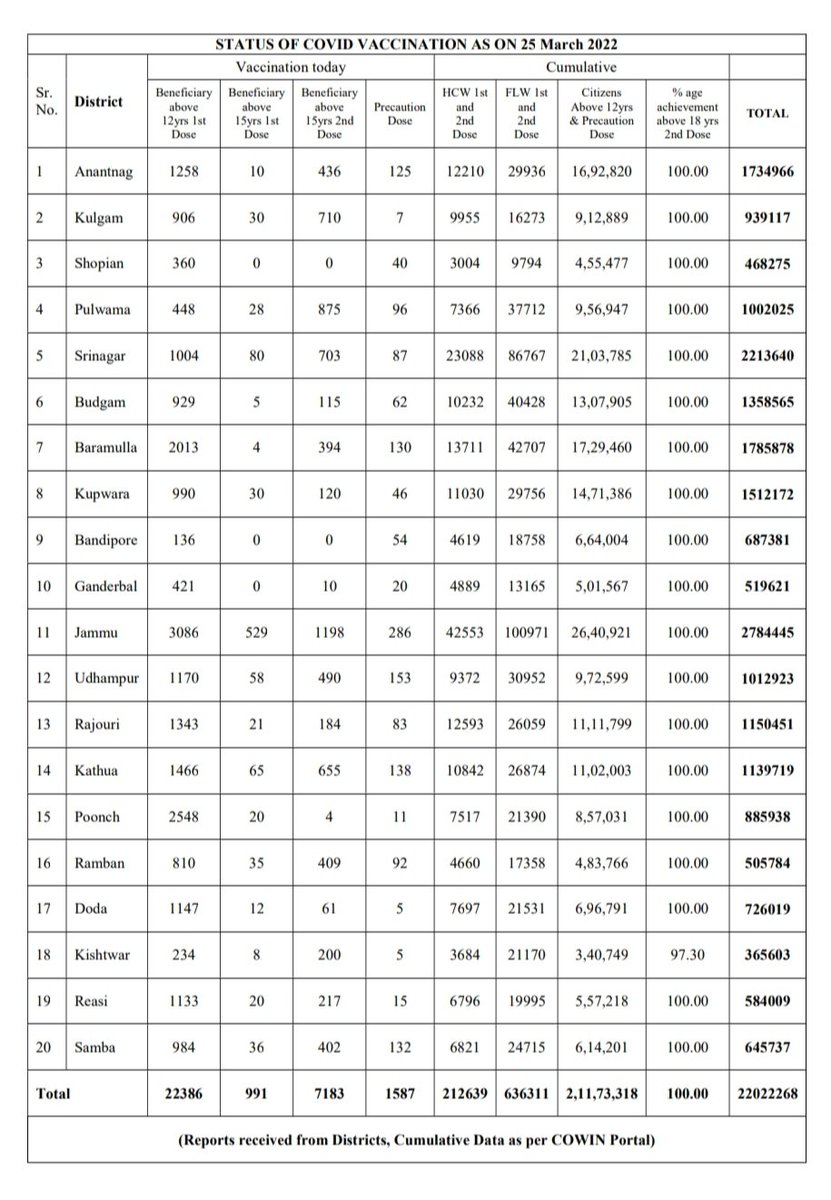 STATUS OF COVID VACCINATION AS ON 25 March 2022
Sr. No. District Vaccination today Cumulative
Beneficiary above 12yrs 1st Dose Beneficiary above 15yrs 1st Dose Beneficiary above 15yrs 2nd Dose Precaution Dose HCW 1st and 2nd Dose FLW 1st and 2nd Dose Citizens Above 12yrs & Precaution Dose % age achievement above 18 yrs 2nd Dose TOTAL
1 Anantnag 1258 10 436 125 12210 29936 16,92,820 100.00 1734966
2 Kulgam 906 30 710 7 9955 16273 9,12,889 100.00 939117
3 Shopian 360 0 0 40 3004 9794 4,55,477 100.00 468275
4 Pulwama 448 28 875 96 7366 37712 9,56,947 100.00 1002025
5 Srinagar 1004 80 703 87 23088 86767 21,03,785 100.00 2213640
6 Budgam 929 5 115 62 10232 40428 13,07,905 100.00 1358565
7 Baramulla 2013 4 394 130 13711 42707 17,29,460 100.00 1785878
8 Kupwara 990 30 120 46 11030 29756 14,71,386 100.00 1512172
9 Bandipore 136 0 0 54 4619 18758 6,64,004 100.00 687381
10 Ganderbal 421 0 10 20 4889 13165 5,01,567 100.00 519621
11 Jammu 3086 529 1198 286 42553 100971 26,40,921 100.00 2784445
12 Udhampur 1170 58 490 153 9372 30952 9,72,599 100.00 1012923
13 Rajouri 1343 21 184 83 12593 26059 11,11,799 100.00 1150451
14 Kathua 1466 65 655 138 10842 26874 11,02,003 100.00 1139719
15 Poonch 2548 20 4 11 7517 21390 8,57,031 100.00 885938
16 Ramban 810 35 409 92 4660 17358 4,83,766 100.00 505784
17 Doda 1147 12 61 5 7697 21531 6,96,791 100.00 726019
18 Kishtwar 234 8 200 5 3684 21170 3,40,749 97.30 365603
19 Reasi 1133 20 217 15 6796 19995 5,57,218 100.00 584009
20 Samba 984 36 402 132 6821 24715 6,14,201 100.00 645737
Total 22386 991 7183 1587 212639 636311 2,11,73,318 100.00 22022268
(Reports received from Districts, Cumulative Data as per COWIN Portal)